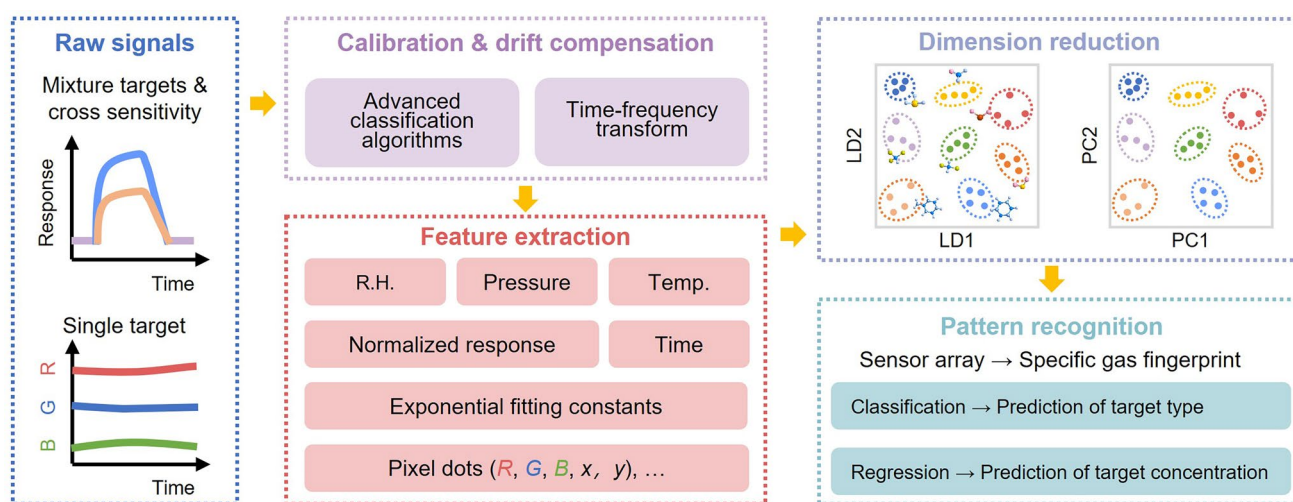 Raw signals
Mixture targets &
cross sensitivity
Response
Time
Single target
R
G
B
Time
Calibration & drift compensation
Advanced
classification
algorithms
Time-frequency
transform
Feature extraction
R.H.
Pressure
Temp.
Normalized response
Time
Exponential fitting constants
Pixel dots (R, G, B, x, y), ...
Dimension reduction
LD2
LD1
PC2
PC1
Pattern recognition
Sensor array → Specific gas fingerprint
Classification → Prediction of target type
Regression → Prediction of target concentration